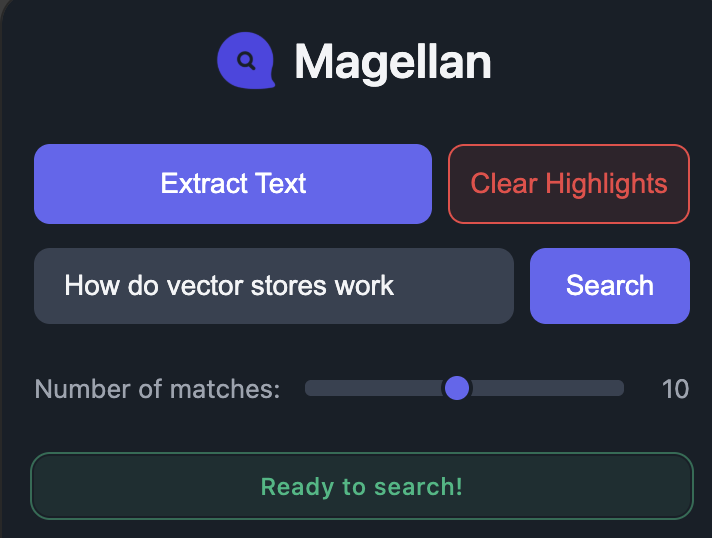 Magellan
Extract Text
Clear Highlights
How do vector stores work
Search
Number of matches:
10
Ready to search!